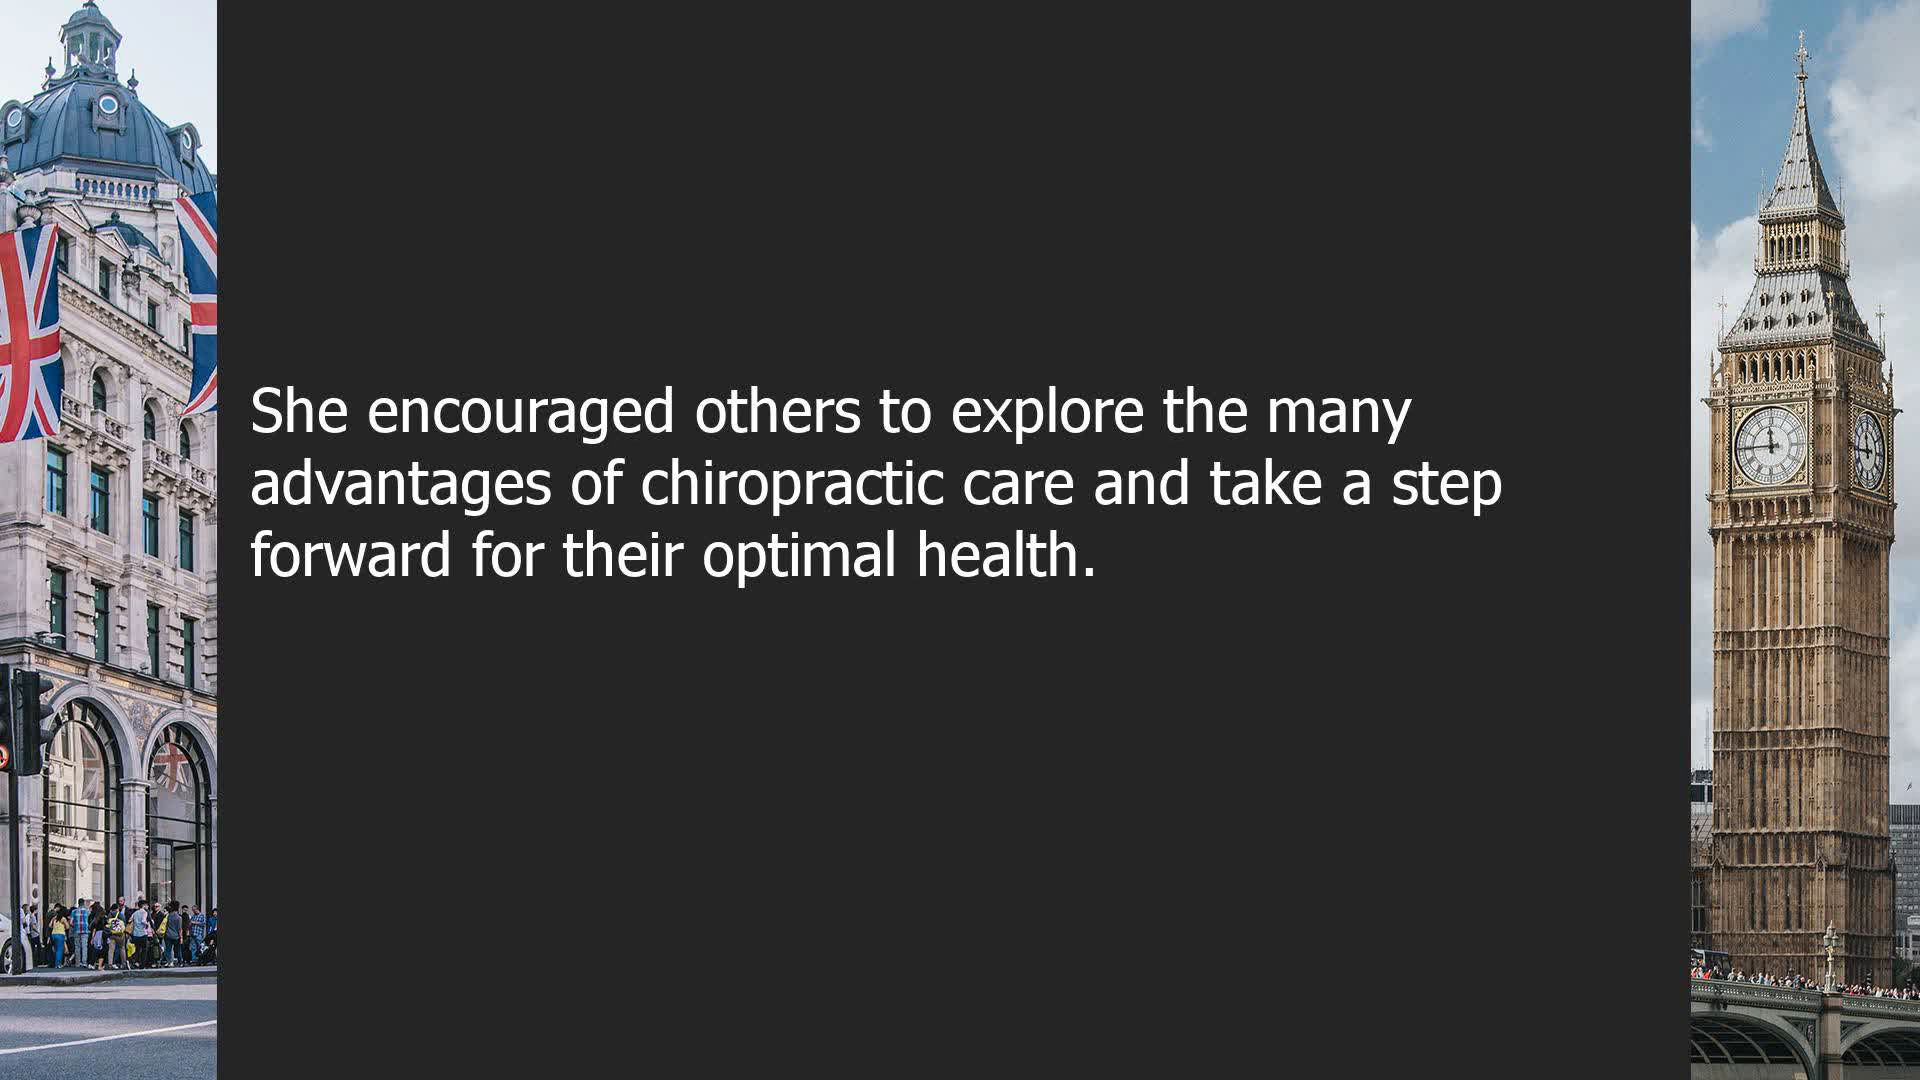 She encouraged others to explore the many
advantages of chiropractic care and take a step
forward for their optimal health.